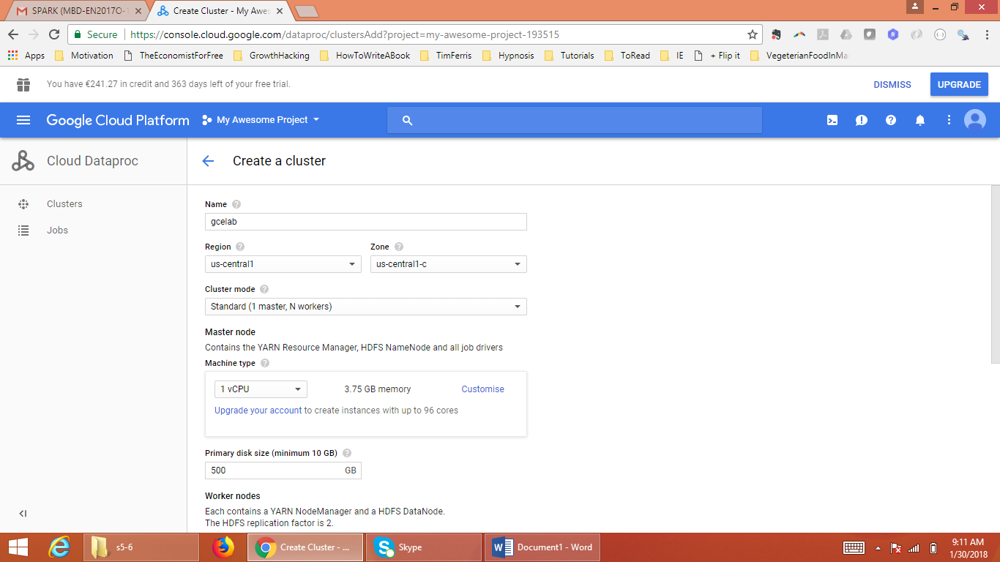 SPARK (MBD-EN2017O-
Create Cluster - My Awes
Secure
https://console.cloud.google.com/dataproc/clustersAdd?project=my-awesome-project-193515
Apps Motivation TheEconomistForFree GrowthHacking HowToWriteABook TimFerris Hypnosis Tutorials ToRead IE + Flip it VegeterianFoodInMa
You have €241.27 in credit and 363 days left of your free trial.
DISMISS
UPGRADE
Google Cloud Platform
My Awesome Project
Cloud Dataproc
Create a cluster
Clusters
Jobs
Name
gcelab
Region
Zone
us-central1
us-central1-c
Cluster mode
Standard (1 master, N workers)
Master node
Contains the YARN Resource Manager, HDFS NameNode and all job drivers
Machine type
1 vCPU
3.75 GB memory
Customise
Upgrade your account to create instances with up to 96 cores
Primary disk size (minimum 10 GB)
500
GB
Worker nodes
Each contains a YARN NodeManager and a HDFS DataNode.
The HDFS replication factor is 2.
s5-6
Create Cluster - ...
Skype
Document1 - Word
9:11 AM
1/30/2018